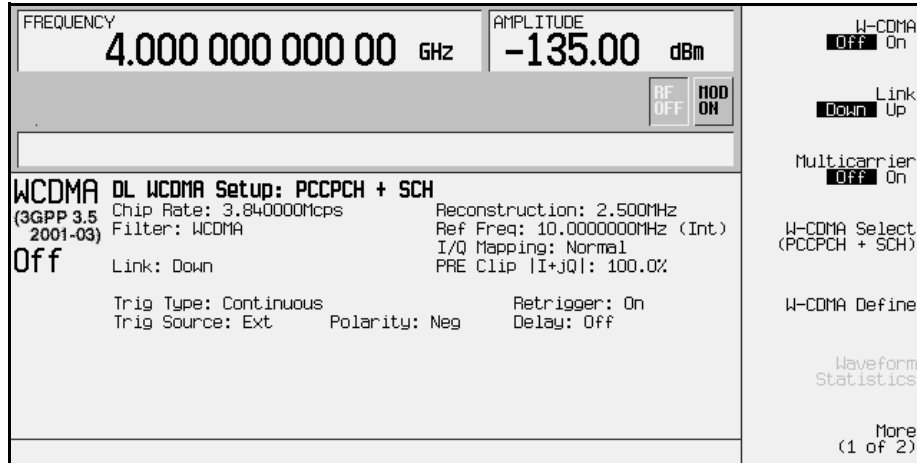 FREQUENCY
4.000 000 000 00 GHz
AMPLITUDE
-135.00 dBm
RF OFF
MOD ON
WCDMA
(3GPP 3.5
2001-03)
Off
DL WCDMA Setup: PCCPCH + SCH
Chip Rate: 3.840000Mcps
Reconstruction: 2.500MHz
Filter: WCDMA
Ref Freq: 10.0000000MHz (Int)
I/Q Mapping: Normal
Link: Down
PRE Clip |I+jQ|: 100.0%
Trig Type: Continuous
Retrigger: On
Trig Source: Ext
Polarity: Neg
Delay: Off
W-CDMA
Off On
Link
Down Up
Multicarrier
Off On
W-CDMA Select
(PCCPCH + SCH)
W-CDMA Define
Waveform
Statistics
More
(1 of 2)